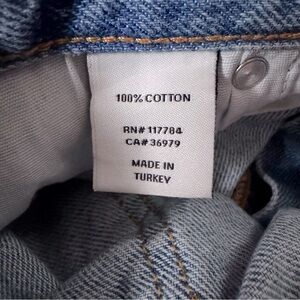 100% COTTON
RN# 117784
CA# 36979
MADE IN
TURKEY